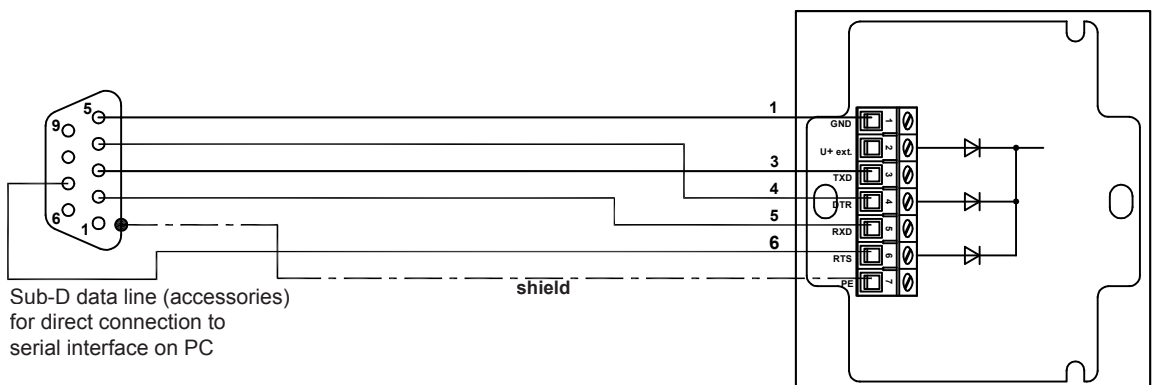 5
9
6
1
1
3
4
5
6
shield
GND
U+ ext.
TXD
DTR
RXD
RTS
PE
1
2
3
4
5
6
7
Sub-D data line (accessories)
for direct connection to
serial interface on PC